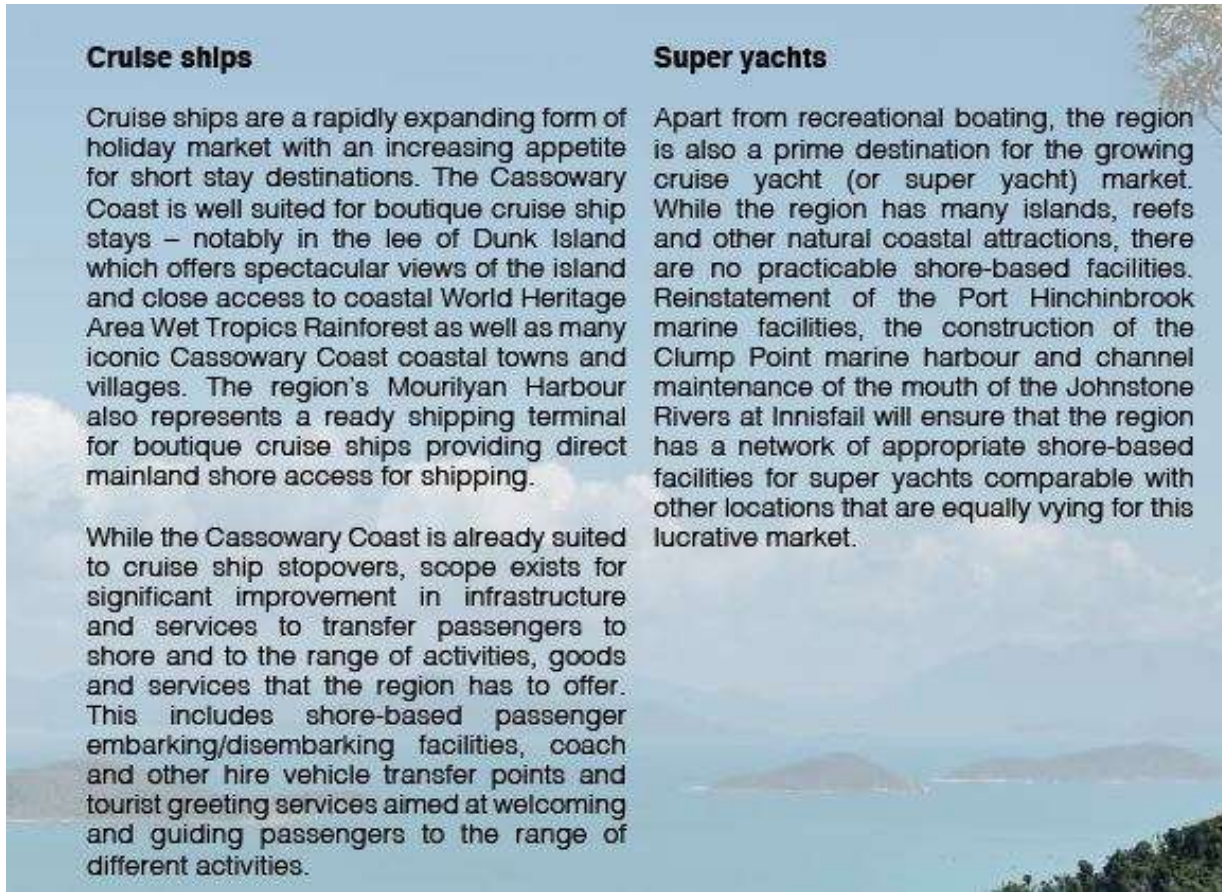 Cruise ships
Cruise ships are a rapidly expanding form of
holiday market with an increasing appetite
for short stay destinations. The Cassowary
Coast is well suited for boutique cruise ship
stays – notably in the lee of Dunk Island
which offers spectacular views of the island
and close access to coastal World Heritage
Area Wet Tropics Rainforest as well as many
iconic Cassowary Coast coastal towns and
villages. The region's Mourilyan Harbour
also represents a ready shipping terminal
for boutique cruise ships providing direct
mainland shore access for shipping.
While the Cassowary Coast is already suited
to cruise ship stopovers, scope exists for
significant improvement in infrastructure
and services to transfer passengers to
shore and to the range of activities, goods
and services that the region has to offer.
This includes shore-based passenger
embarking/disembarking facilities, coach
and other hire vehicle transfer points and
tourist greeting services aimed at welcoming
and guiding passengers to the range of
different activities.
Super yachts
Apart from recreational boating, the region
is also a prime destination for the growing
cruise yacht (or super yacht) market.
While the region has many islands, reefs
and other natural coastal attractions, there
are no practicable shore-based facilities.
Reinstatement of the Port Hinchinbrook
marine facilities, the construction of the
Clump Point marine harbour and channel
maintenance of the mouth of the Johnstone
Rivers at Innisfail will ensure that the region
has a network of appropriate shore-based
facilities for super yachts comparable with
other locations that are equally vying for this
lucrative market.